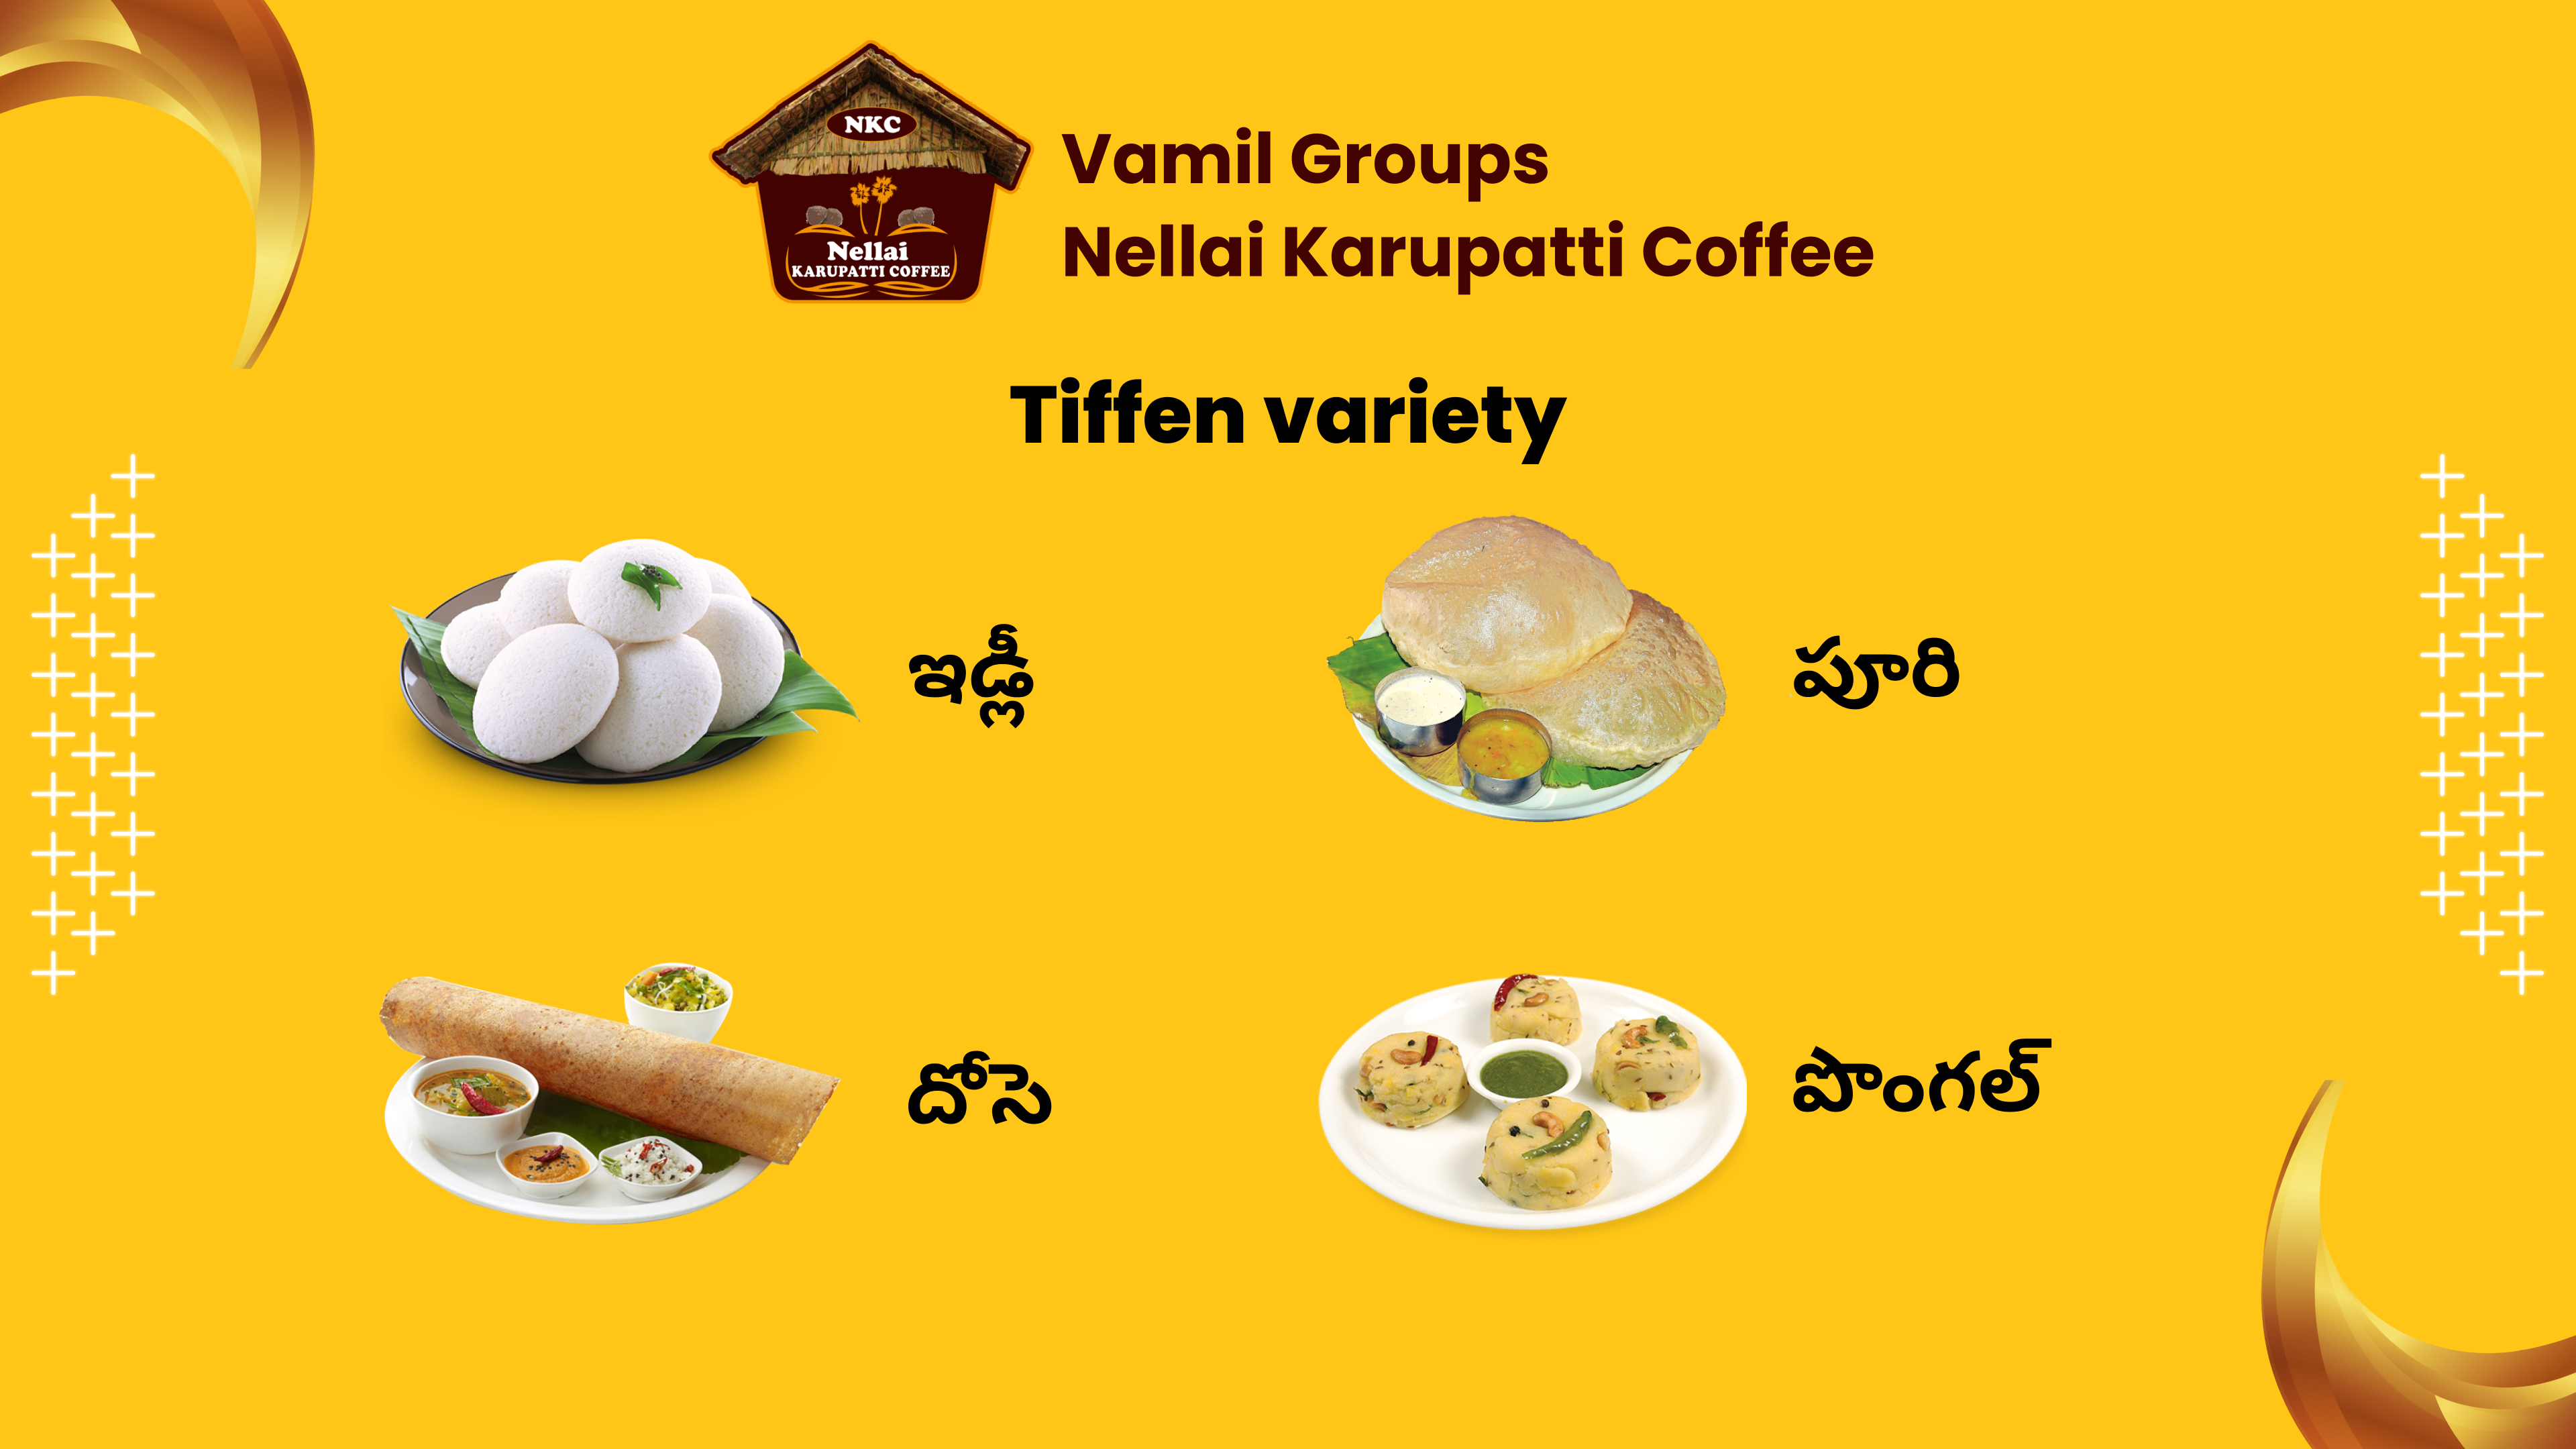 NKC
Nellai
KARUPATTI COFFEE
Vamil Groups
Nellai Karupatti Coffee
Tiffen variety
ఇడ్లీ
పూరి
దోసె
పొంగల్